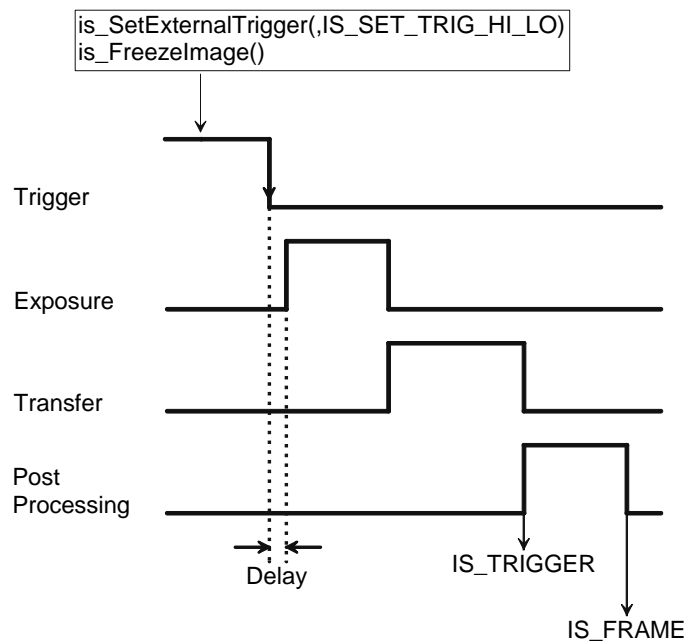 is_SetExternalTrigger(,IS_SET_TRIG_HI_LO)
is_FreezeImage()
Trigger
Exposure
Transfer
Post
Processing
Delay
IS_TRIGGER
IS_FRAME